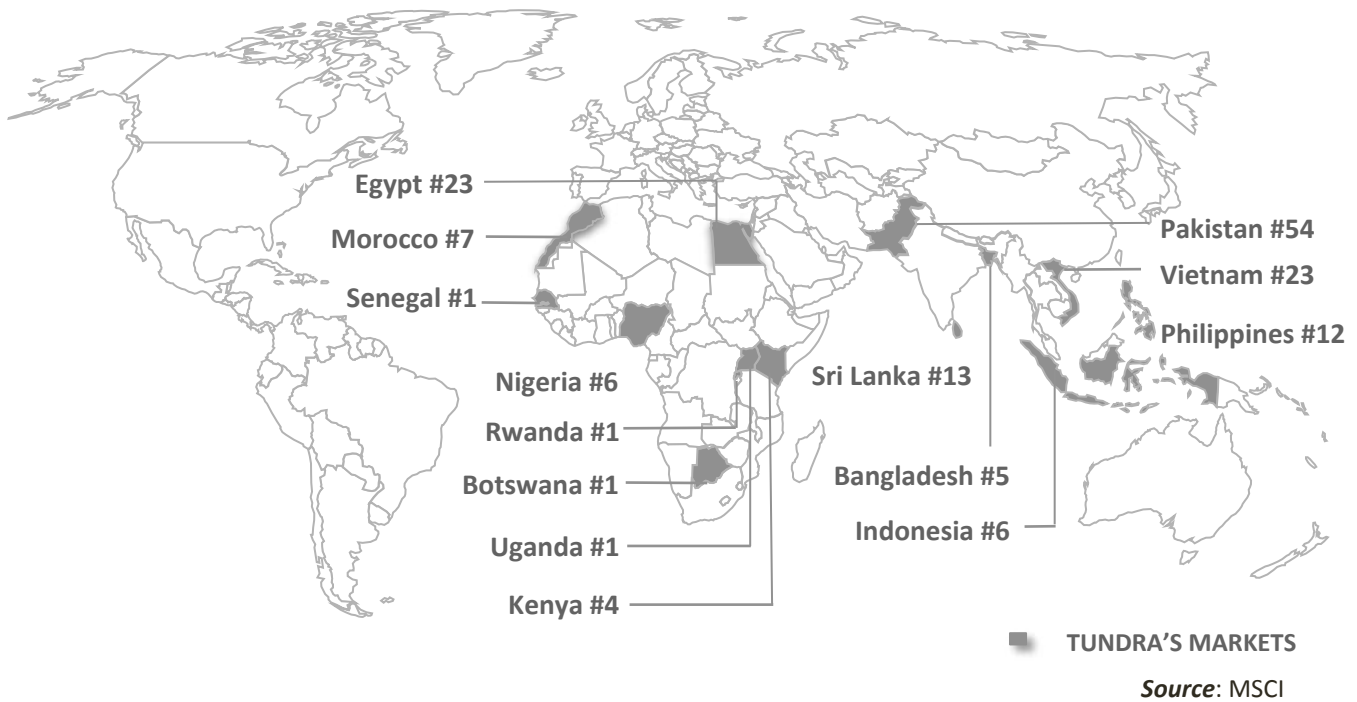 Egypt #23
Morocco #7
Senegal #1
Nigeria #6
Rwanda #1
Botswana #1
Uganda #1
Kenya #4
Pakistan #54
Vietnam #23
Philippines #12
Sri Lanka #13
Bangladesh #5
Indonesia #6
TUNDRA'S MARKETS
Source: MSCI